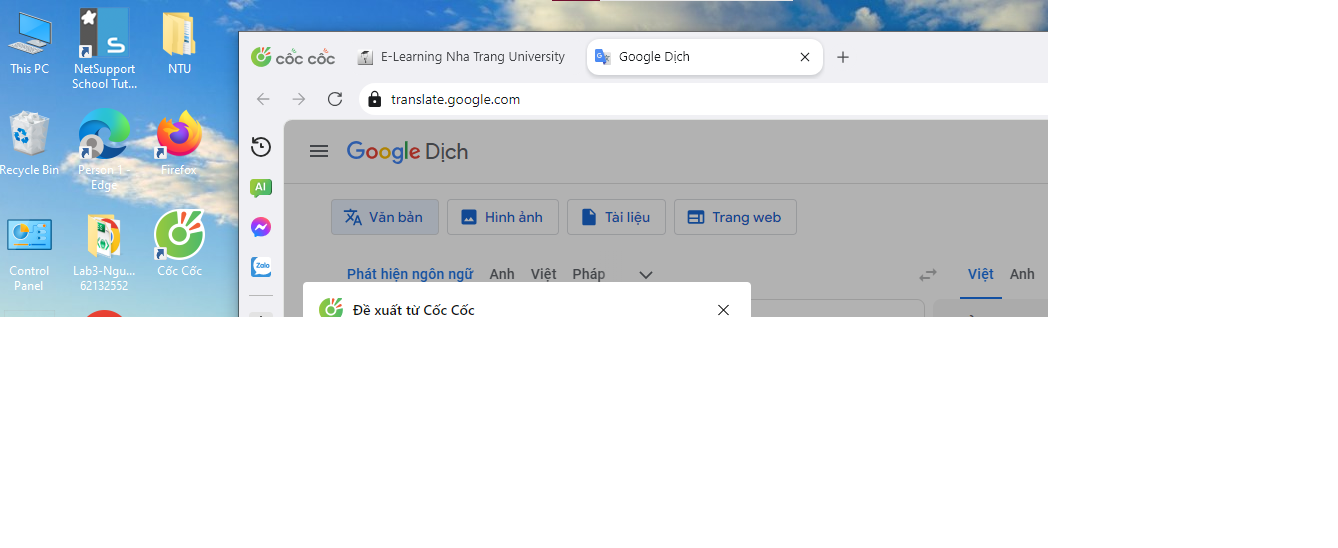 This PC
NetSupport
School Tut...
NTU
Recycle Bin
Person 1 -
Edge
Firefox
Control
Panel
Lab3-Ngu...
62132552
Cốc Cốc
cốc cốc
E-Learning Nha Trang University
Google Dịch
translate.google.com
AI
Zalo
Google Dịch
Văn bản
Hình ảnh
Tài liệu
Trang web
Phát hiện ngôn ngữ
Anh
Việt
Pháp
Việt
Anh
Đề xuất từ Cốc Cốc